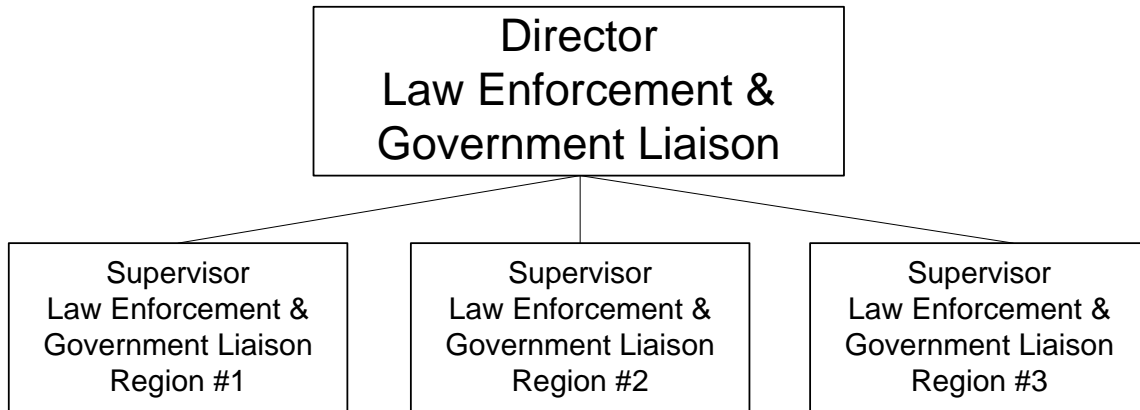 Director
Law Enforcement &
Government Liaison
Supervisor
Law Enforcement &
Government Liaison
Region #1
Supervisor
Law Enforcement &
Government Liaison
Region #2
Supervisor
Law Enforcement &
Government Liaison
Region #3